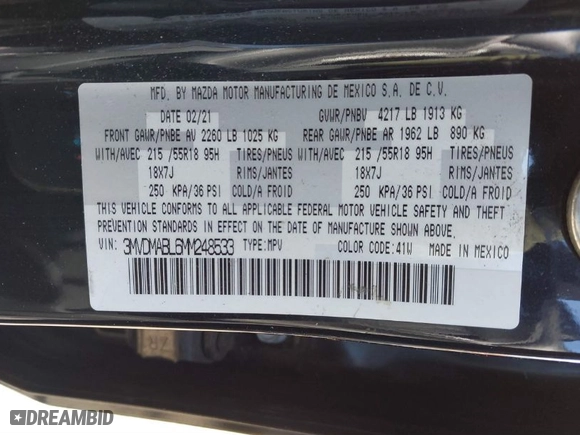 MFD. BY MAZDA MOTOR MANUFACTURING DE MEXICO S.A. DE C.V.
DATE 02/21 GVWR/PNBV 4217 LB 1913 KG
FRONT GAWR/PNBE AV 2260 LB 1025 KG REAR GAWR/PNBE AR 1962 LB 890 KG
WITH/AVEC 215 /55R18 95H TIRES/PNEUS WITH/AVEC 215 /55R18 95H TIRES/PNEUS
18X7J RIMS/JANTES 18X7J RIMS/JANTES
250 KPA/36 PSI COLD/A FROID 250 KPA/36 PSI COLD/A FROID
THIS VEHICLE CONFORMS TO ALL APPLICABLE FEDERAL MOTOR VEHICLE SAFETY AND THEFT
PREVENTION STANDARDS IN EFFECT ON THE DATE OF MANUFACTURE SHOWN ABOVE.
VIN: 3MVDMABL6MM248533 TYPE: MPV COLOR CODE: 41W MADE IN MEXICO
DREAMBID